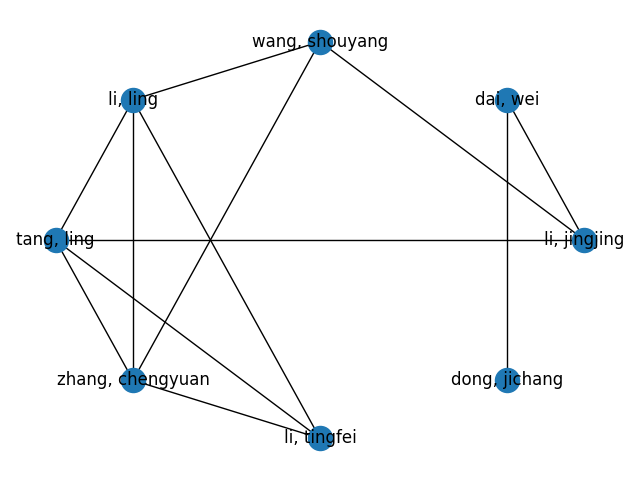 wang, shouyang
li, ling
dai, wei
tang, ling
li, jingjing
zhang, chengyuan
dong, jichang
li, tingfei